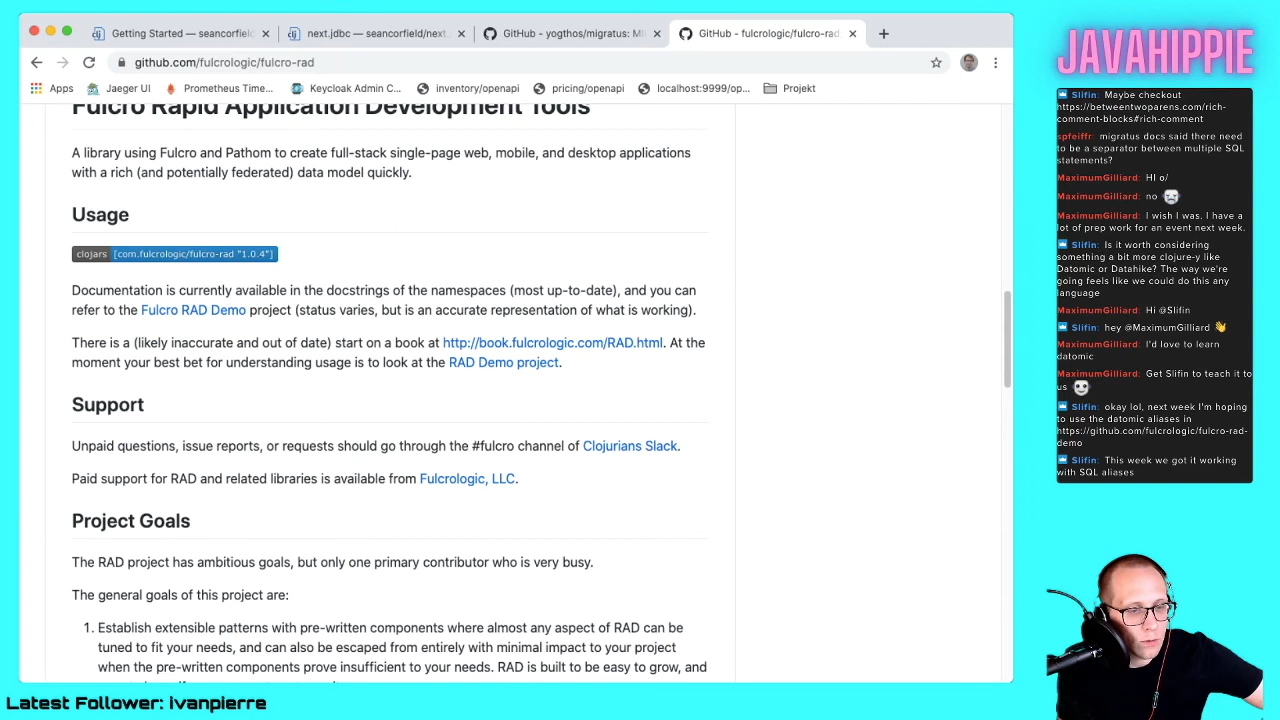 Getting Started — seancorfield
next.jdbc — seancorfield/next.
GitHub - yogthos/migratus: MI
GitHub - fulcrologic/fulcro-rad
github.com/fulcrologic/fulcro-rad
Apps
Jaeger UI
Prometheus Time...
Keycloak Admin C...
inventory/openapi
pricing/openapi
localhost:9999/op...
Projekt
Fulcro Rapid Application Development Tools
A library using Fulcro and Pathom to create full-stack single-page web, mobile, and desktop applications
with a rich (and potentially federated) data model quickly.
Usage
clojars [com.fulcrologic/fulcro-rad "1.0.4"]
Documentation is currently available in the docstrings of the namespaces (most up-to-date), and you can
refer to the Fulcro RAD Demo project (status varies, but is an accurate representation of what is working).
There is a (likely inaccurate and out of date) start on a book at http://book.fulcrologic.com/RAD.html. At the
moment your best bet for understanding usage is to look at the RAD Demo project.
Support
Unpaid questions, issue reports, or requests should go through the #fulcro channel of Clojurians Slack.
Paid support for RAD and related libraries is available from Fulcrologic, LLC.
Project Goals
The RAD project has ambitious goals, but only one primary contributor who is very busy.
The general goals of this project are:
1. Establish extensible patterns with pre-written components where almost any aspect of RAD can be
tuned to fit your needs, and can also be escaped from entirely with minimal impact to your project
when the pre-written components prove insufficient to your needs. RAD is built to be easy to grow, and
JAVAHIPPIE
Slifin: Maybe checkout
https://betweentwoparens.com/rich-
comment-blocks#rich-comment
spfeiffr: migratus docs said there need
to be a separator between multiple SQL
statements?
MaximumGilliard: HI o/
MaximumGilliard: no
MaximumGilliard: I wish I was. I have a
lot of prep work for an event next week.
Slifin: Is it worth considering
something a bit more clojure-y like
Datomic or Datahike? The way we're
going feels like we could do this any
language
MaximumGilliard: Hi @Slifin
Slifin: hey @MaximumGilliard
MaximumGilliard: I'd love to learn
datomic
MaximumGilliard: Get Slifin to teach it to
us
Slifin: okay lol, next week I'm hoping
to use the datomic aliases in
https://github.com/fulcrologic/fulcro-rad-
demo
Slifin: This week we got it working
with SQL aliases
Latest Follower: ivanpierre